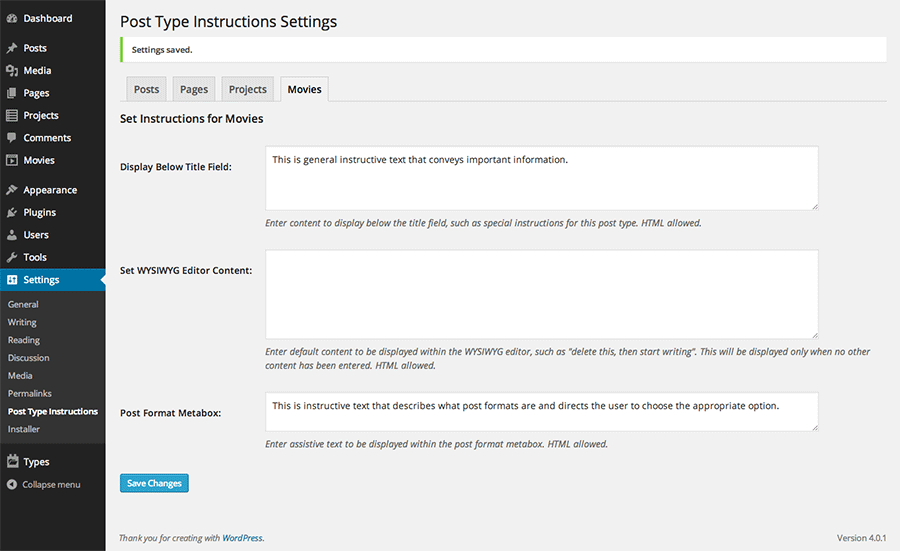 Dashboard
Posts
Media
Pages
Projects
Comments
Movies
Appearance
Plugins
Users
Tools
Settings
General
Writing
Reading
Discussion
Media
Permalinks
Post Type Instructions
Installer
Types
Collapse menu
Post Type Instructions Settings
Settings saved.
Posts
Pages
Projects
Movies
Set Instructions for Movies
Display Below Title Field:
This is general instructive text that conveys important information.
Enter content to display below the title field, such as special instructions for this post type. HTML allowed.
Set WYSIWYG Editor Content:
Enter default content to be displayed within the WYSIWYG editor, such as "delete this, then start writing". This will be displayed only when no other
content has been entered. HTML allowed.
Post Format Metabox:
This is instructive text that describes what post formats are and directs the user to choose the appropriate option.
Enter assistive text to be displayed within the post format metabox. HTML allowed.
Save Changes
Thank you for creating with WordPress.
Version 4.0.1